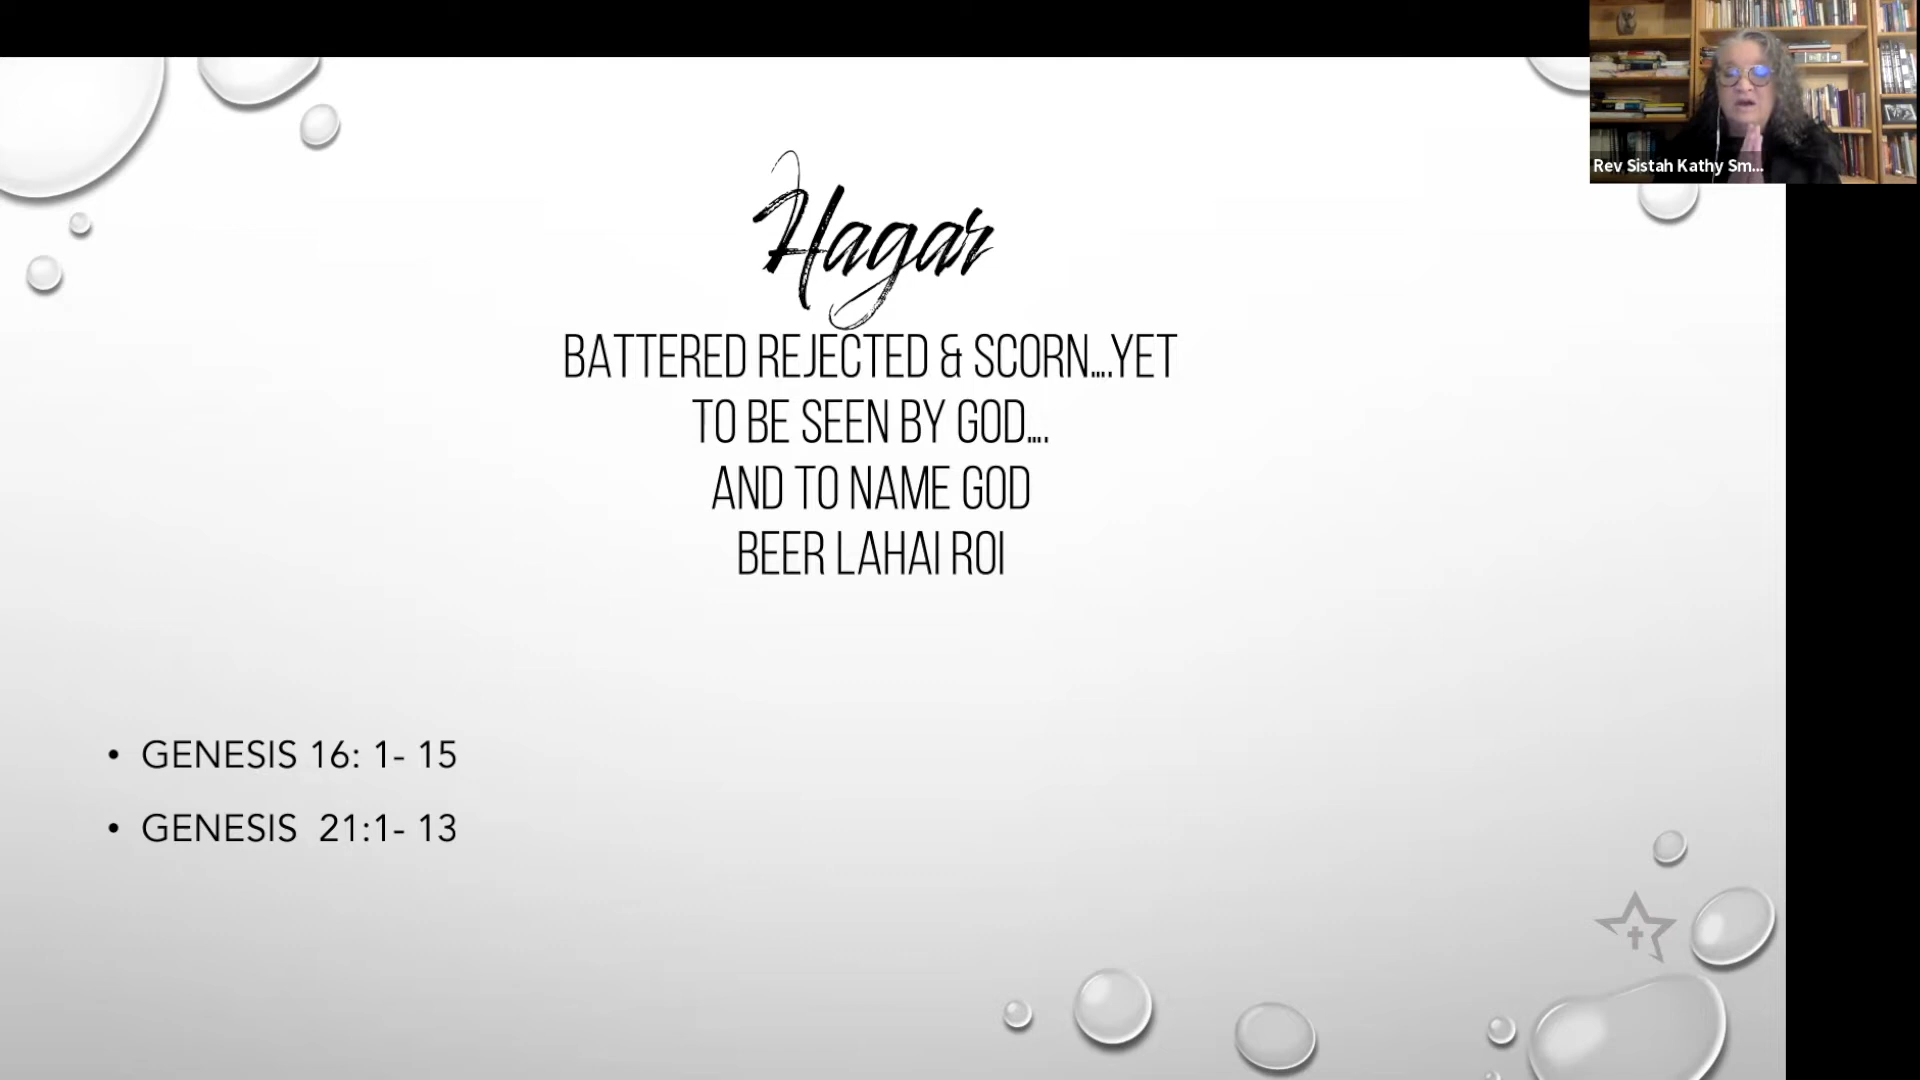 Rev Sistah Kathy Sm...
Hagar
BATTERED REJECTED & SCORN....YET
TO BE SEEN BY GOD....
AND TO NAME GOD
BEER LAHAI ROI
• GENESIS 16: 1- 15
• GENESIS  21:1- 13